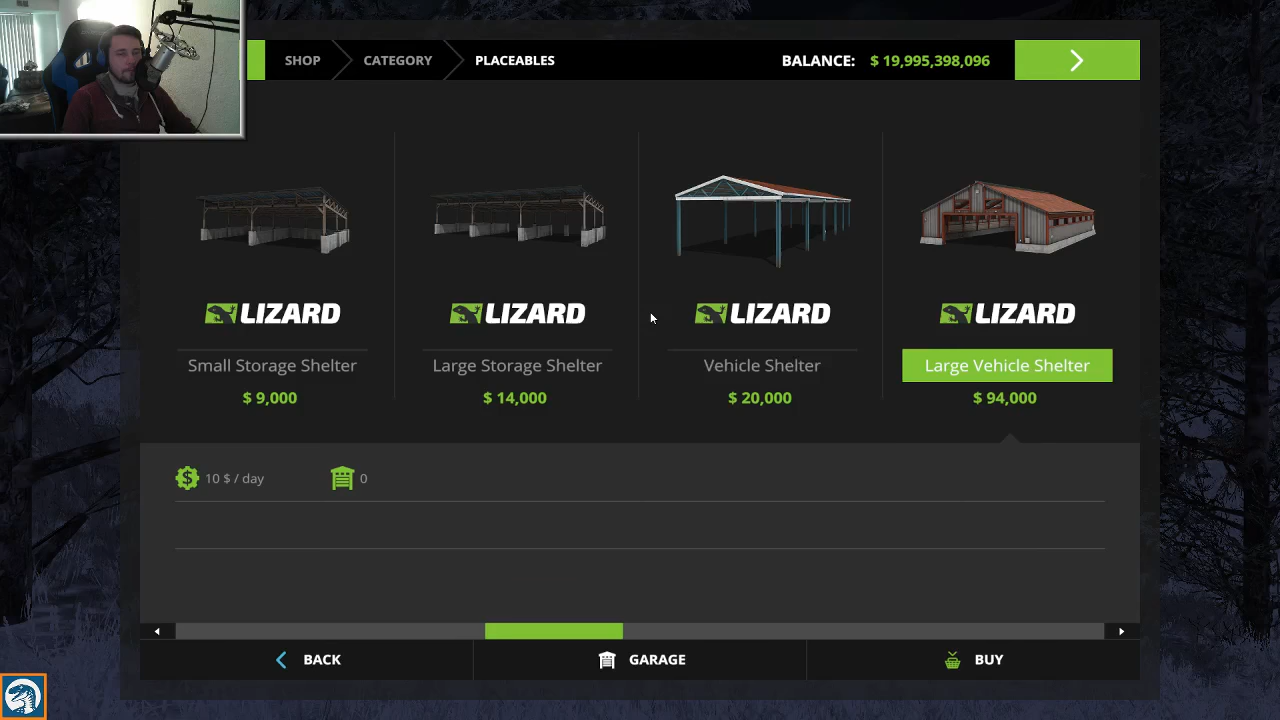 SHOP CATEGORY PLACEABLES BALANCE: $ 19,995,398,096
LIZARD LIZARD LIZARD LIZARD
Small Storage Shelter Large Storage Shelter Vehicle Shelter Large Vehicle Shelter
$ 9,000 $ 14,000 $ 20,000 $ 94,000
10 $ / day 0
BACK GARAGE BUY